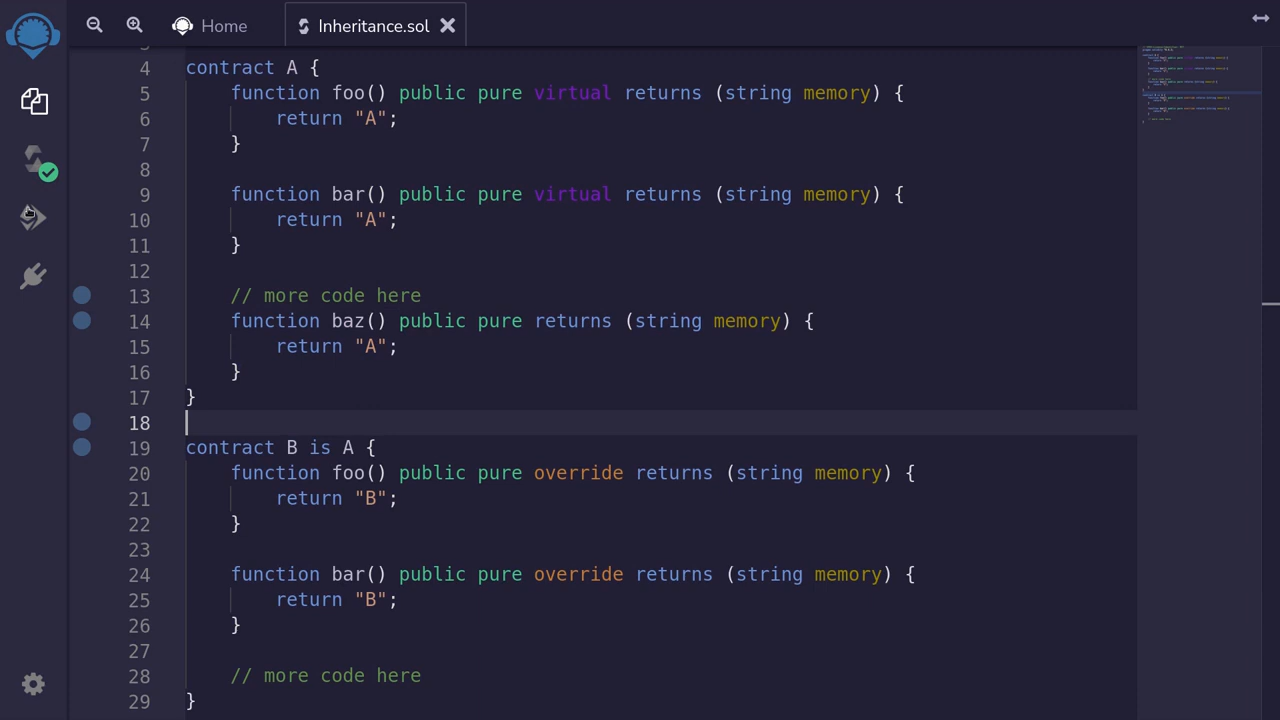 Home
Inheritance.sol
4 contract A {
5 function foo() public pure virtual returns (string memory) {
6 return "A";
7 }
8
9 function bar() public pure virtual returns (string memory) {
10 return "A";
11 }
12
13 // more code here
14 function baz() public pure returns (string memory) {
15 return "A";
16 }
17 }
18
19 contract B is A {
20 function foo() public pure override returns (string memory) {
21 return "B";
22 }
23
24 function bar() public pure override returns (string memory) {
25 return "B";
26 }
27
28 // more code here
29 }